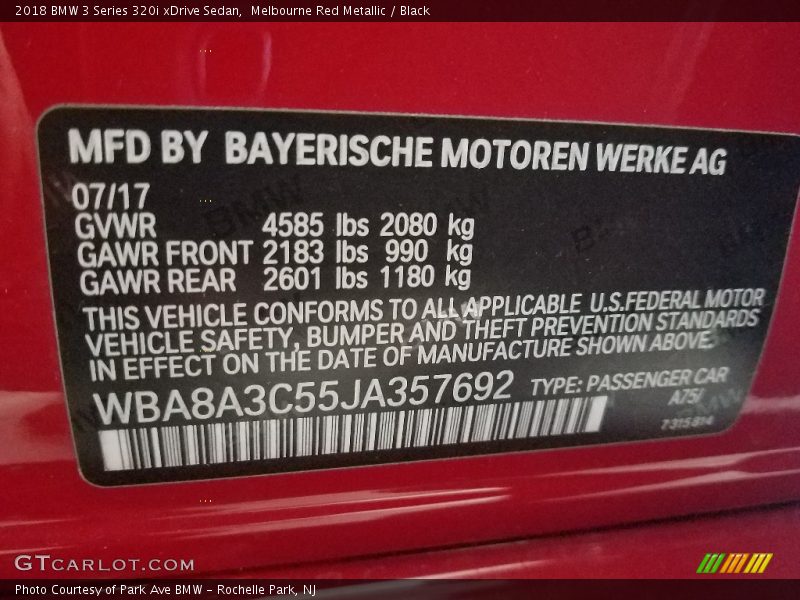 2018 BMW 3 Series 320i xDrive Sedan,  Melbourne Red Metallic / Black
MFD BY BAYERISCHE MOTOREN WERKE AG
07/17
GVWR 4585 lbs 2080 kg
GAWR FRONT 2183 lbs 990 kg
GAWR REAR 2601 lbs 1180 kg
THIS VEHICLE CONFORMS TO ALL APPLICABLE U.S.FEDERAL MOTOR
VEHICLE SAFETY, BUMPER AND THEFT PREVENTION STANDARDS
IN EFFECT ON THE DATE OF MANUFACTURE SHOWN ABOVE.
WBA8A3C55JA357692 TYPE: PASSENGER CAR
A75/
7315814
GTCARLOT.COM
Photo Courtesy of Park Ave BMW - Rochelle Park, NJ